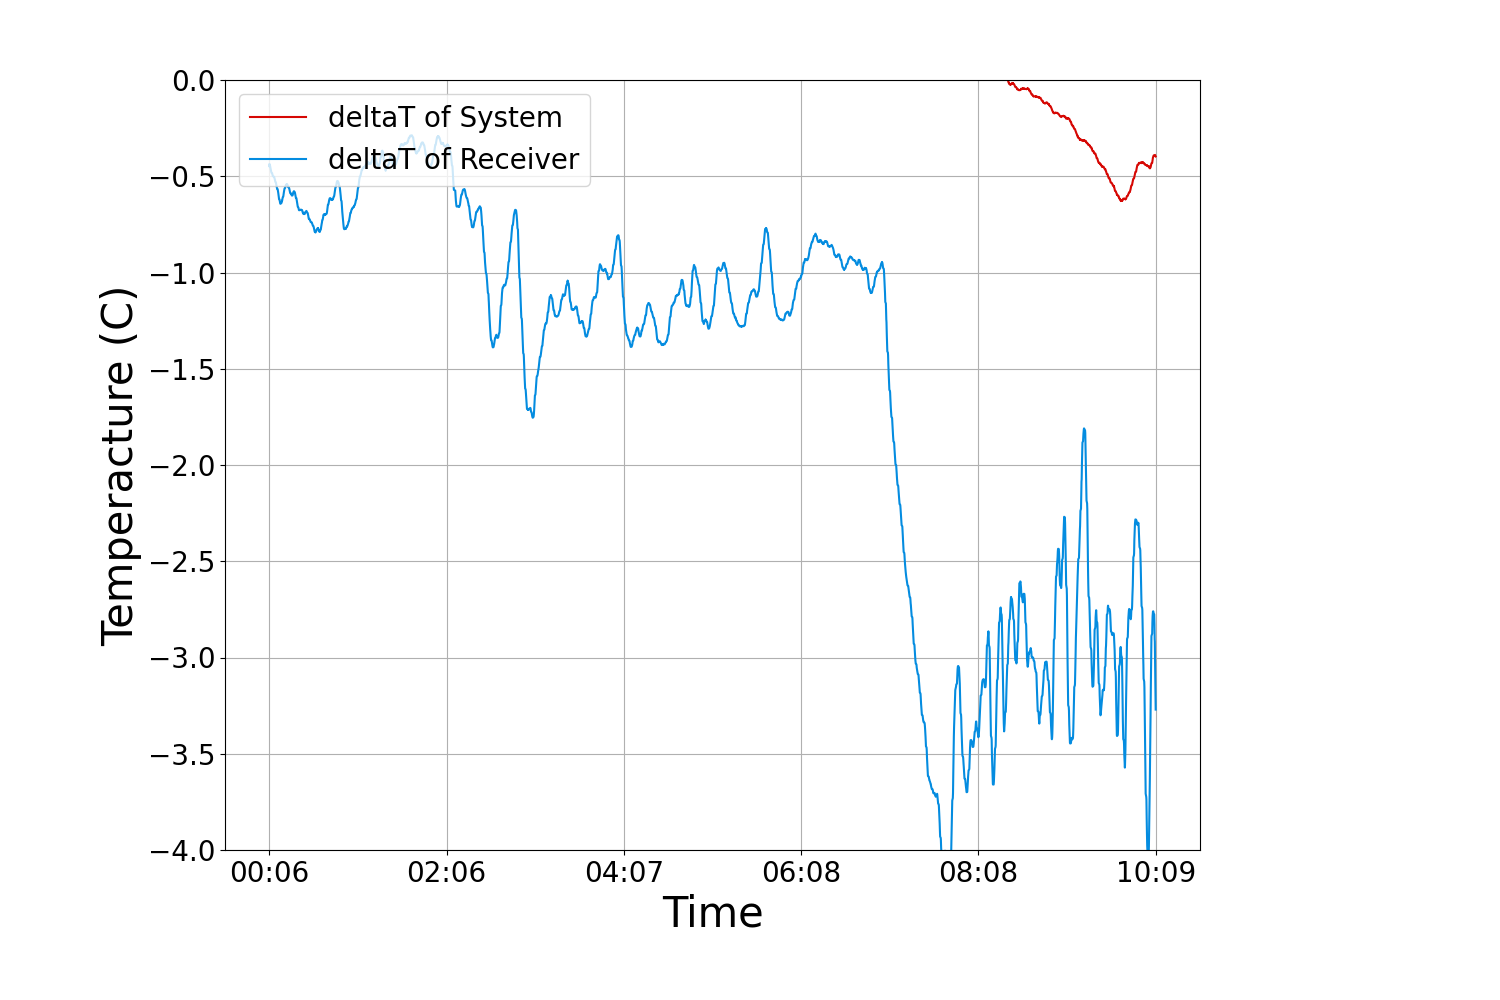 0.0
deltaT of System
deltaT of Receiver
−0.5
−1.0
−1.5
−2.0
−2.5
−3.0
−3.5
−4.0
Temperacture (C)
00:06 02:06 04:07 06:08 08:08 10:09
Time